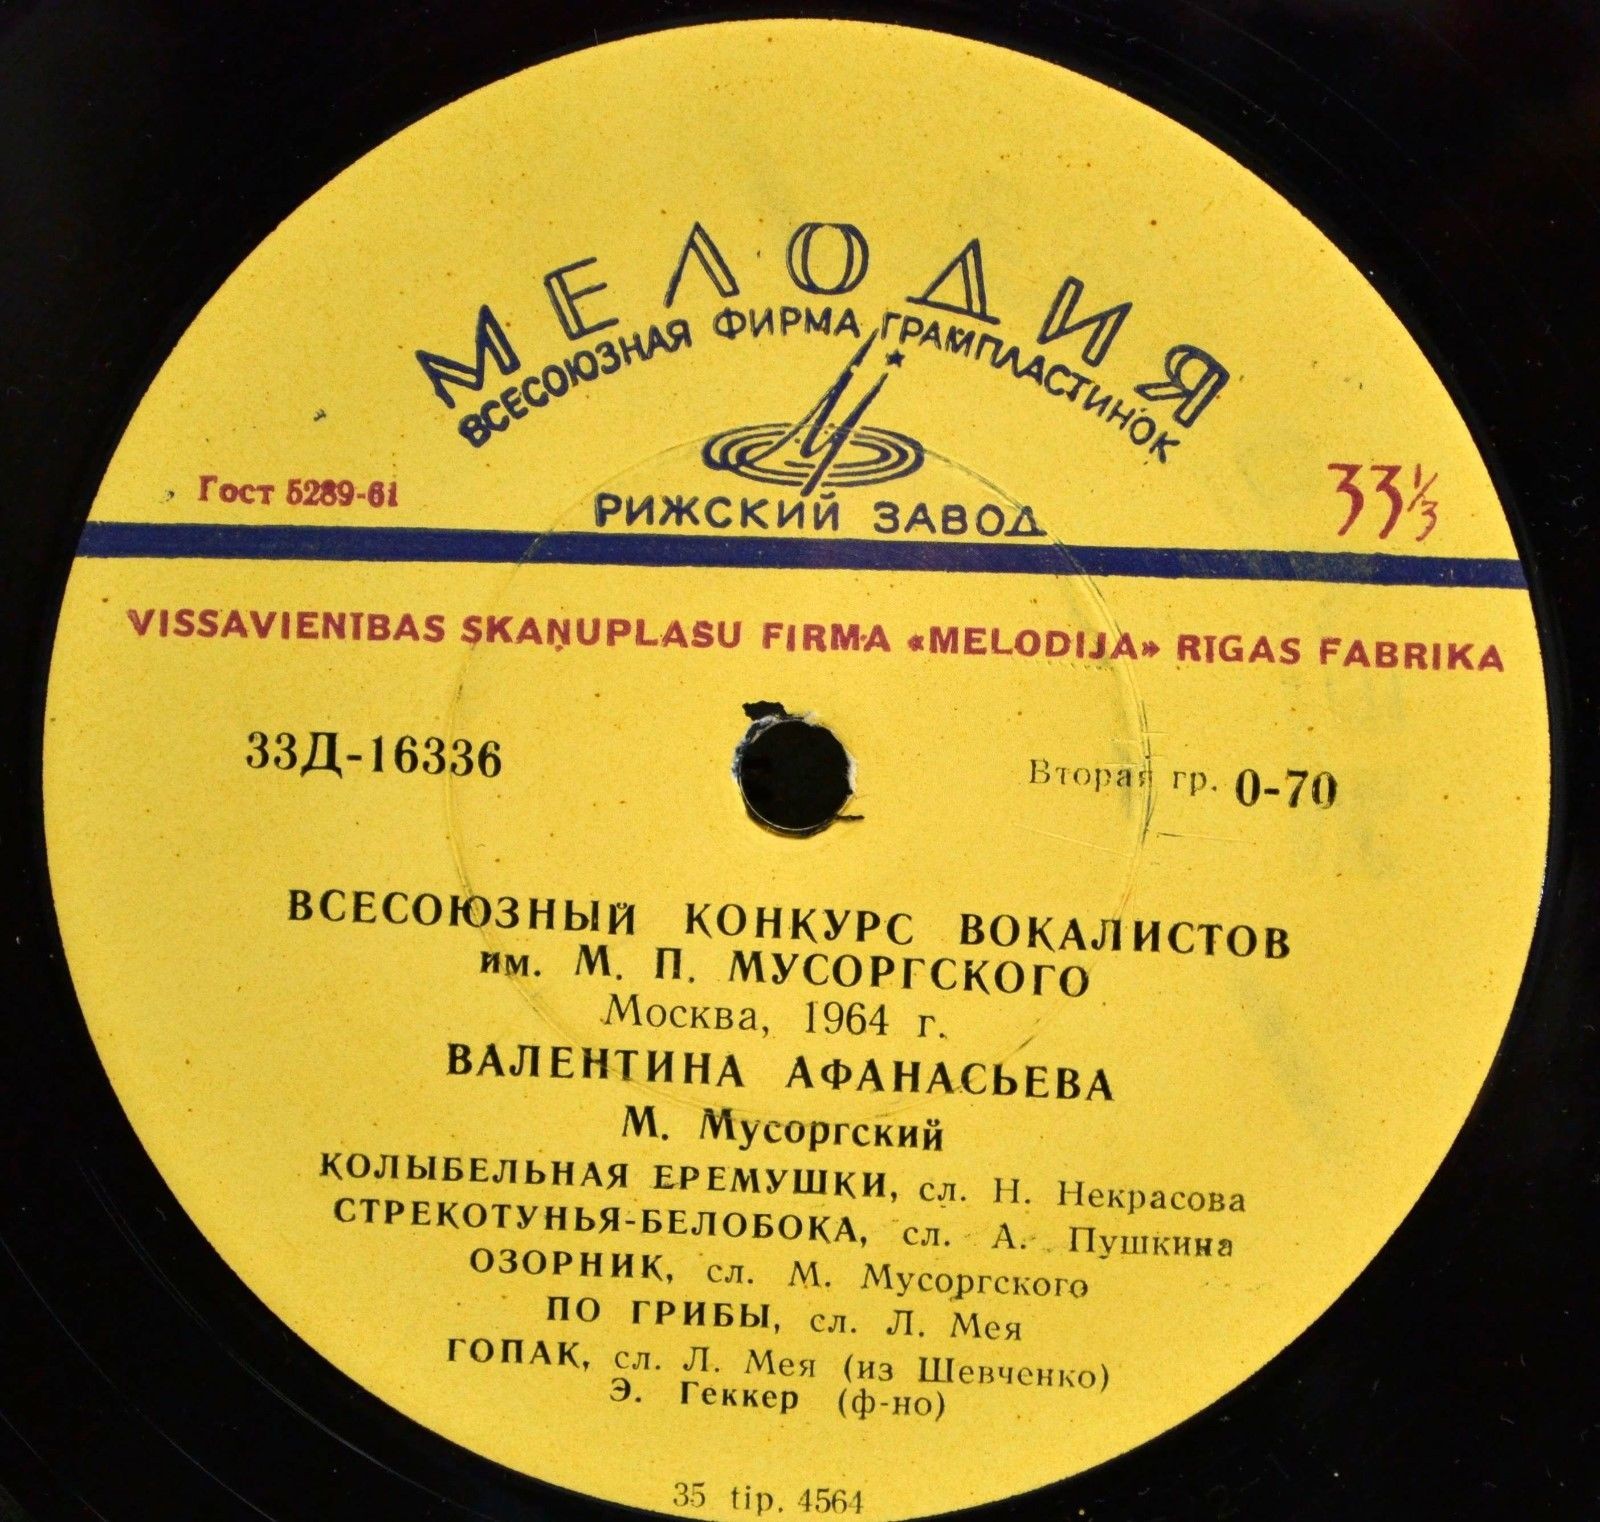 МЕЛОДИЯ
ВСЕСОЮЗНАЯ ФИРМА ГРАМПЛАСТИНОК
РИЖСКИЙ ЗАВОД
Гост 5289-61
33⅓
VISSAVIENIBAS SKAŅUPLAŠU FIRMA «MELODIJA» RIGAS FABRIKA
33Д-16336
Вторая гр. 0-70
ВСЕСОЮЗНЫЙ КОНКУРС ВОКАЛИСТОВ
им. М. П. МУСОРГСКОГО
Москва, 1964 г.
ВАЛЕНТИНА АФАНАСЬЕВА
М. Мусоргский
КОЛЫБЕЛЬНАЯ ЕРЕМУШКИ, сл. Н. Некрасова
СТРЕКОТУНЬЯ-БЕЛОБОКА, сл. А. Пушкина
ОЗОРНИК, сл. М. Мусоргского
ПО ГРИБЫ, сл. Л. Мея
ГОПАК, сл. Л. Мея (из Шевченко)
Э. Геккер (ф-но)
35 tip. 4564